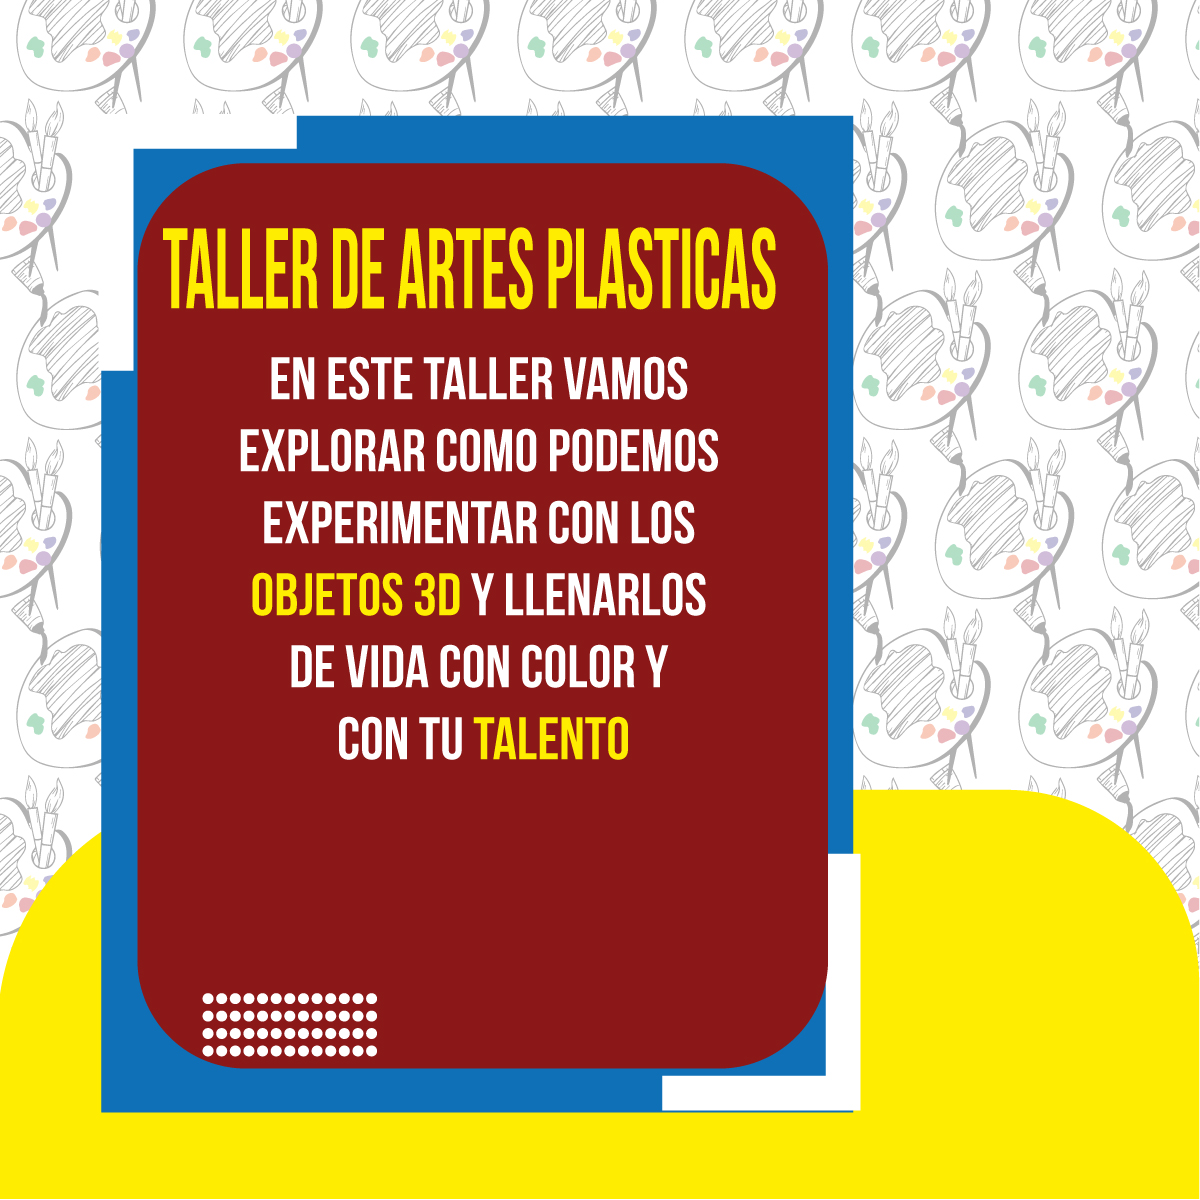 TALLER DE ARTES PLASTICAS
EN ESTE TALLER VAMOS
EXPLORAR COMO PODEMOS
EXPERIMENTAR CON LOS
OBJETOS 3D Y LLENARLOS
DE VIDA CON COLOR Y
CON TU TALENTO